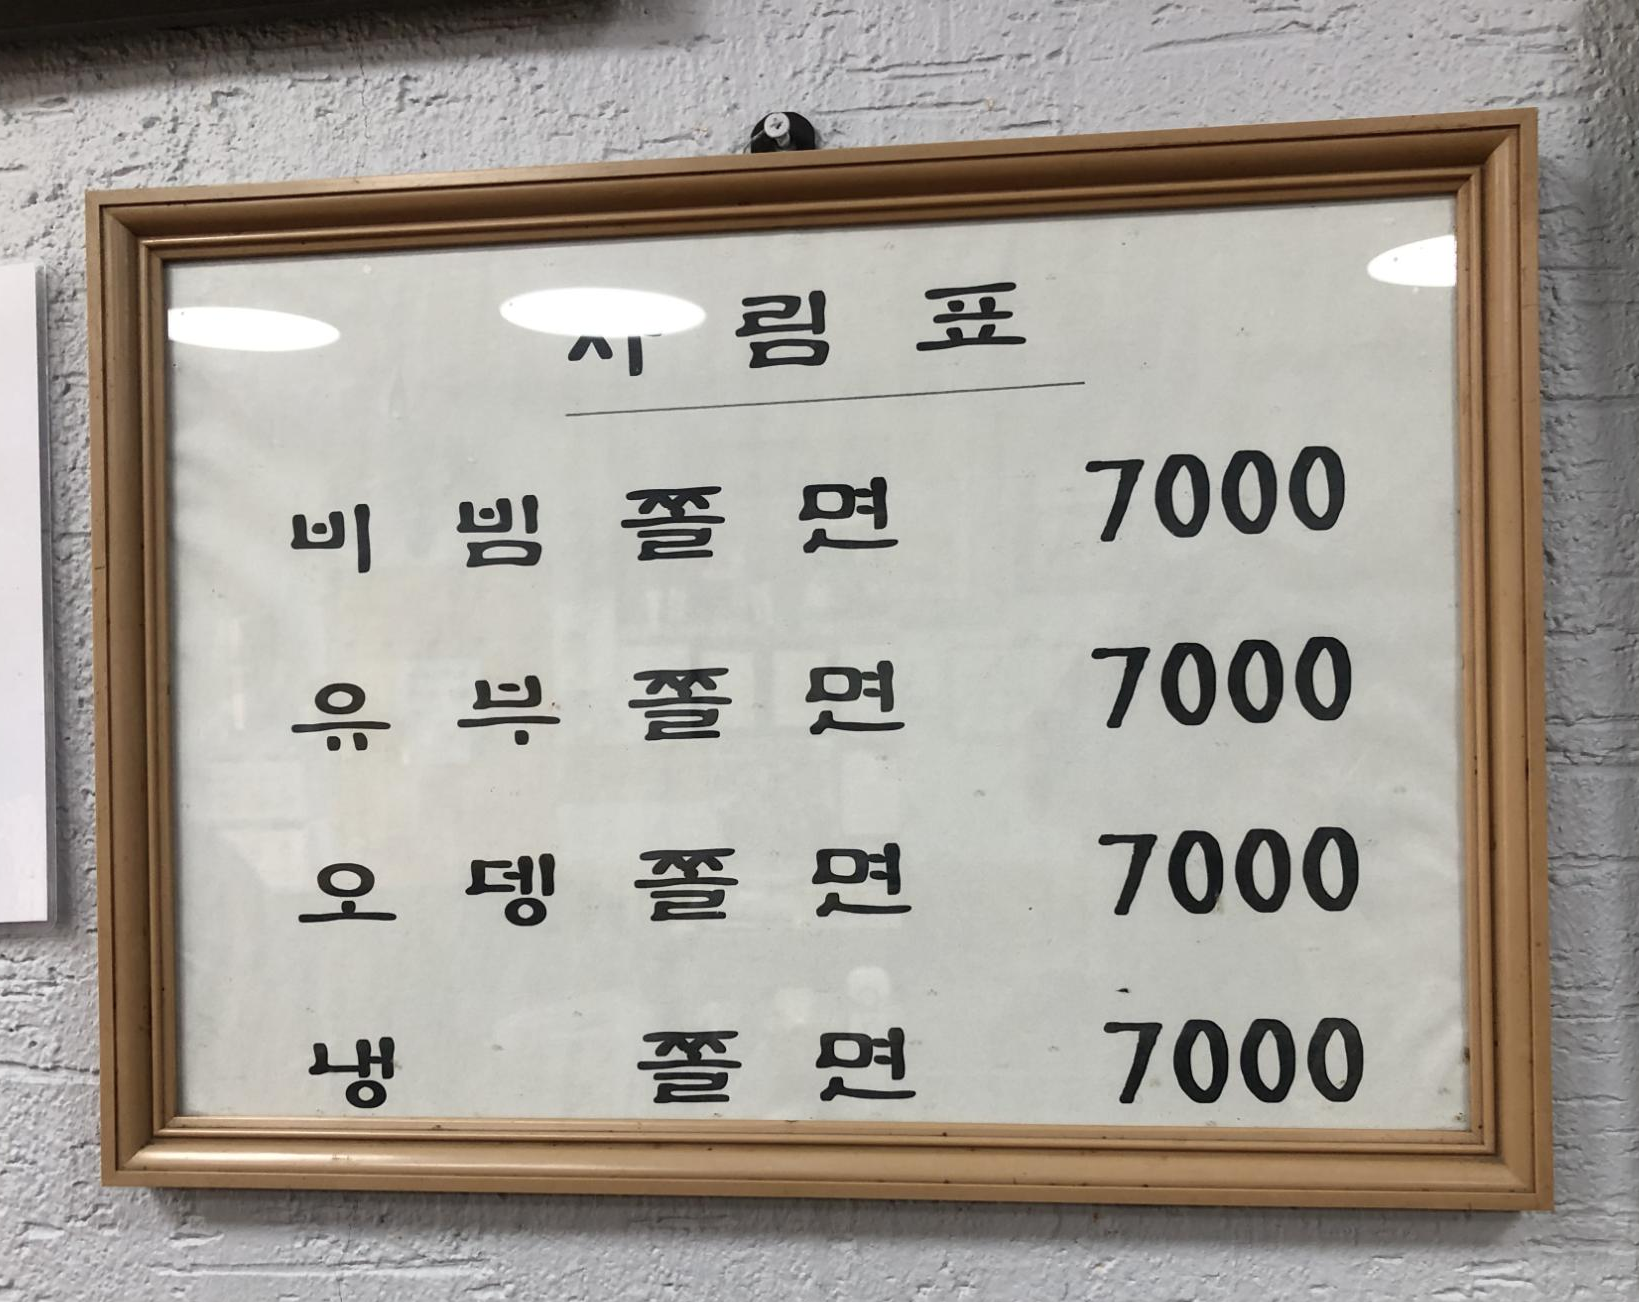 차 림 표
비 빔 쫄 면 7000
유 부 쫄 면 7000
오 뎅 쫄 면 7000
냉 쫄 면 7000